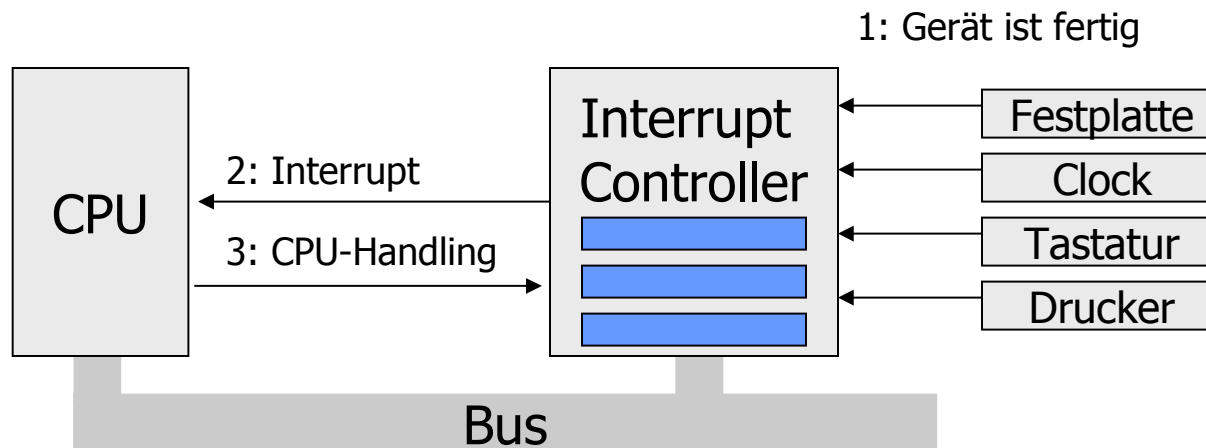 1: Gerät ist fertig
CPU
2: Interrupt
3: CPU-Handling
Interrupt
Controller
Festplatte
Clock
Tastatur
Drucker
Bus